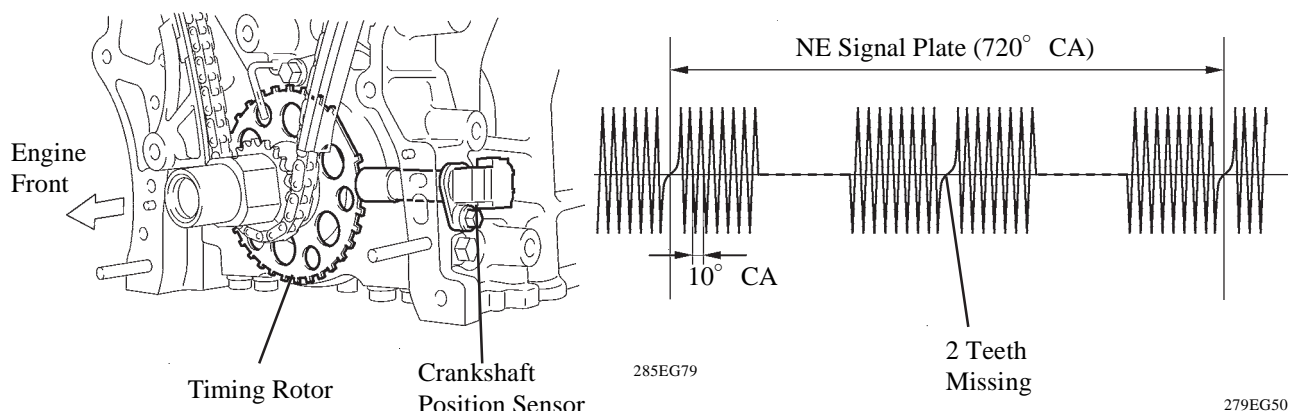 Engine
Front
Timing Rotor
Crankshaft
Position Sensor
285EG79
NE Signal Plate (720° CA)
10° CA
2 Teeth
Missing
279EG50